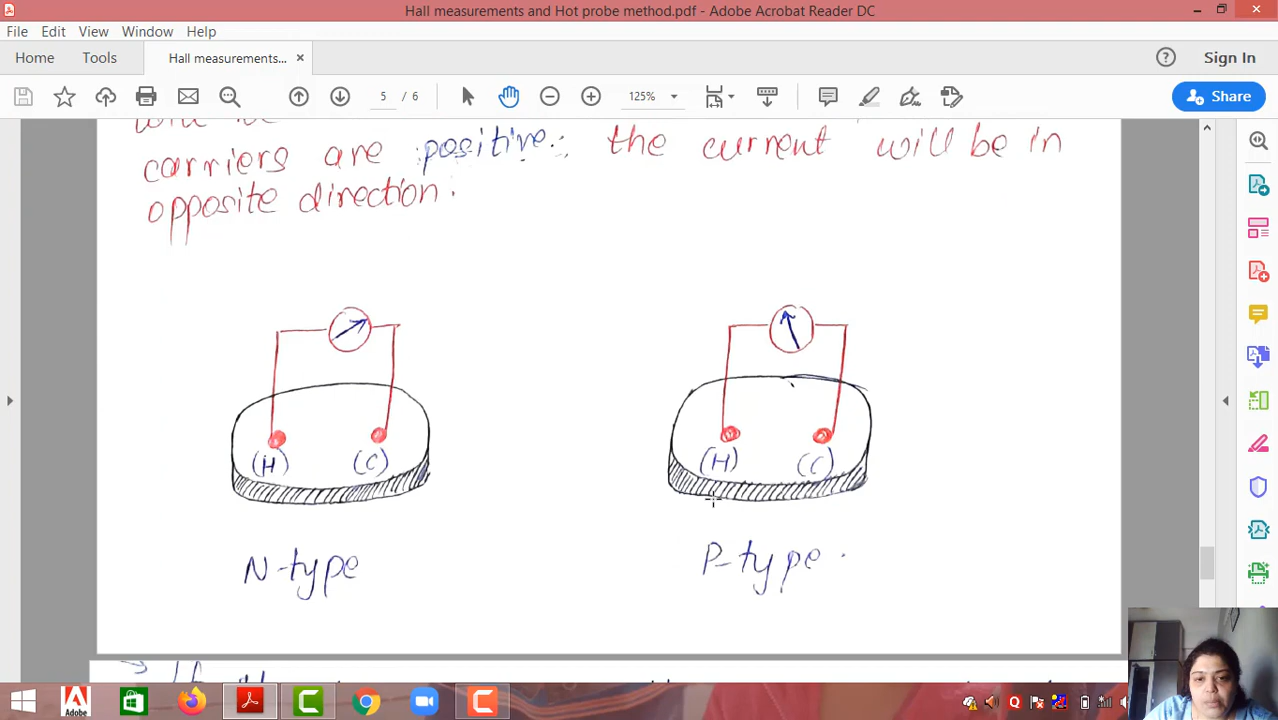 Hall measurements and Hot probe method.pdf - Adobe Acrobat Reader DC
File Edit View Window Help
Home Tools Hall measurements... × ? Sign In
5 / 6 125% Share
carriers are positive. the current will be in
opposite direction.
(H) (C) (H) (C)
N-type P-type.
If
Adobe